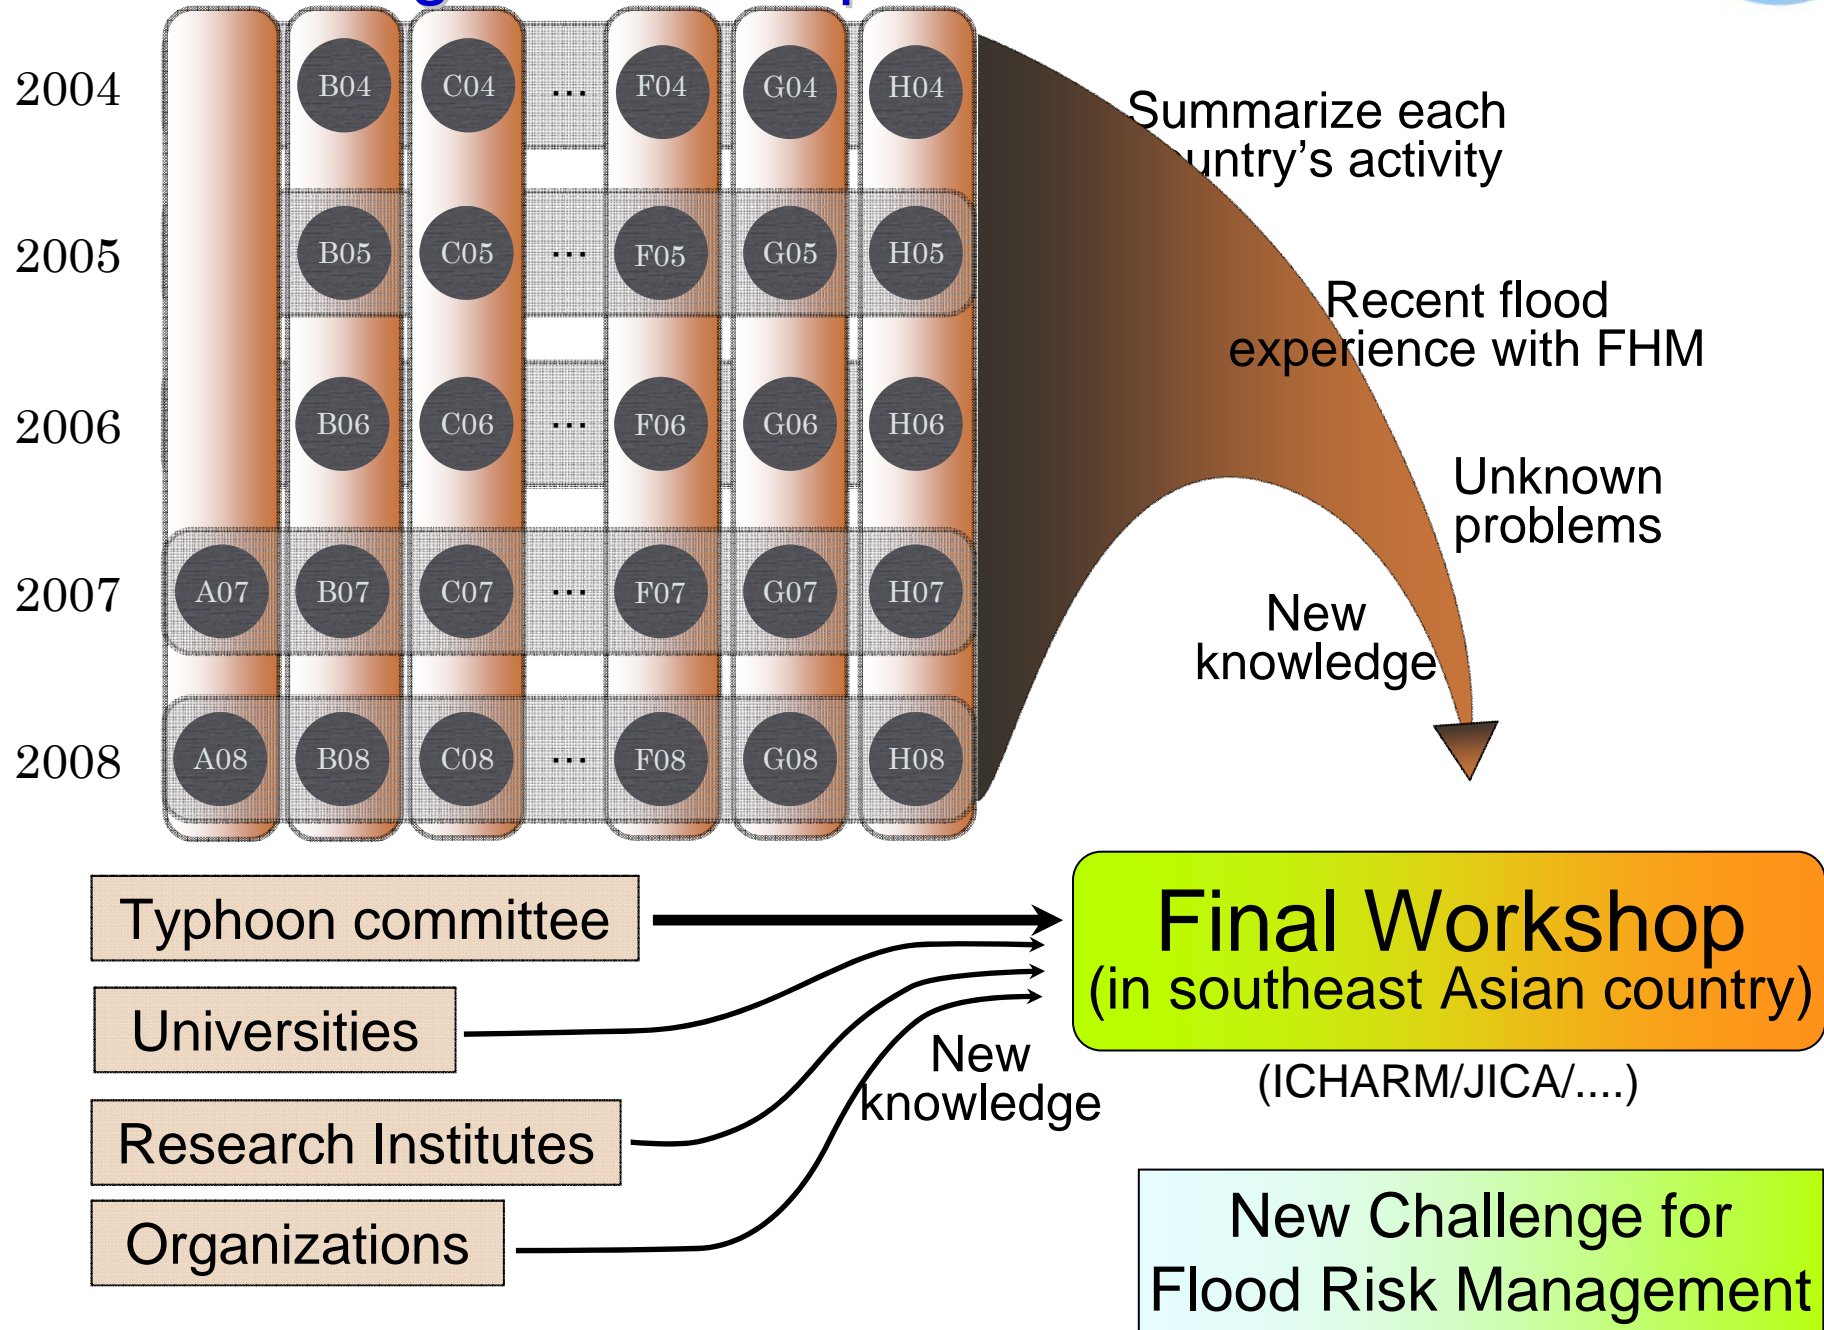 2004 B04 C04 ... F04 G04 H04
2005 B05 C05 ... F05 G05 H05
2006 B06 C06 ... F06 G06 H06
2007 A07 B07 C07 ... F07 G07 H07
2008 A08 B08 C08 ... F08 G08 H08
Summarize each
untry's activity
Recent flood
experience with FHM
Unknown
problems
New
knowledge
Typhoon committee
Universities
Research Institutes
Organizations
New
knowledge
Final Workshop
(in southeast Asian country)
(ICHARM/JICA/....)
New Challenge for
Flood Risk Management